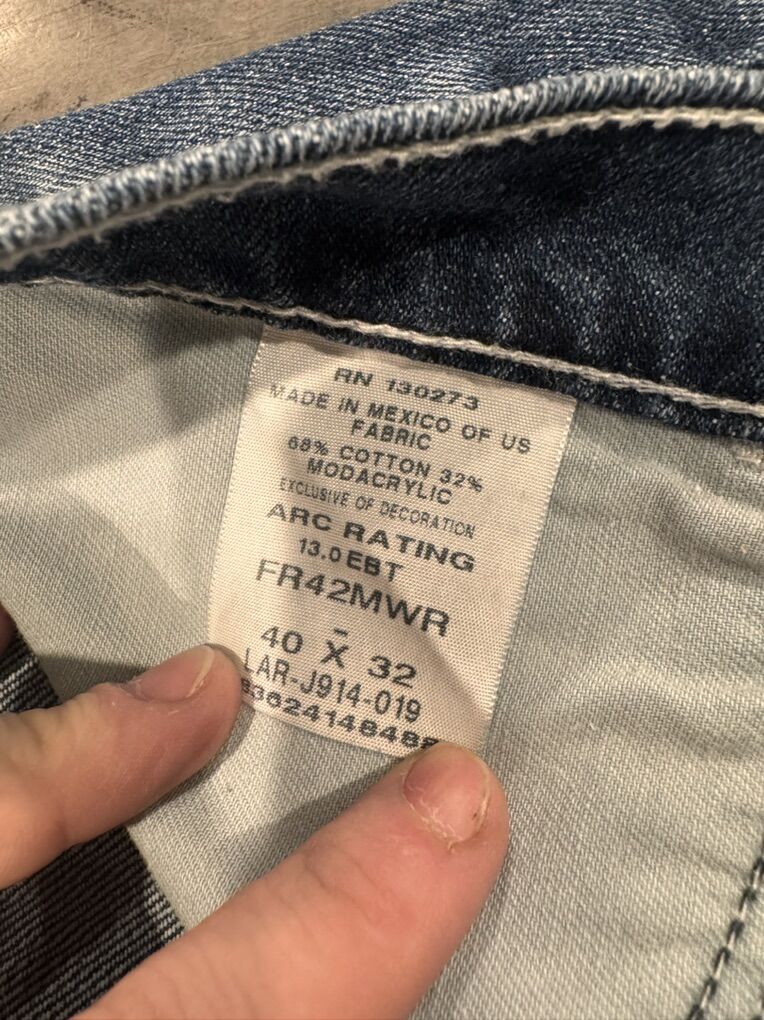 RN 130273
MADE IN MEXICO OF US
FABRIC
68% COTTON 32%
MODACRYLIC
EXCLUSIVE OF DECORATION
ARC RATING
13.0 EBT
FR42MWR
-
40 X 32
LAR-J914-019